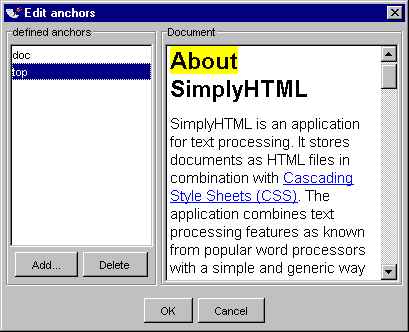 Edit anchors
defined anchors
doc
top
Add...
Delete
Document
About
SimplyHTML
SimplyHTML is an application
for text processing. It stores
documents as HTML files in
combination with Cascading
Style Sheets (CSS). The
application combines text
processing features as known
from popular word processors
with a simple and generic way
OK
Cancel